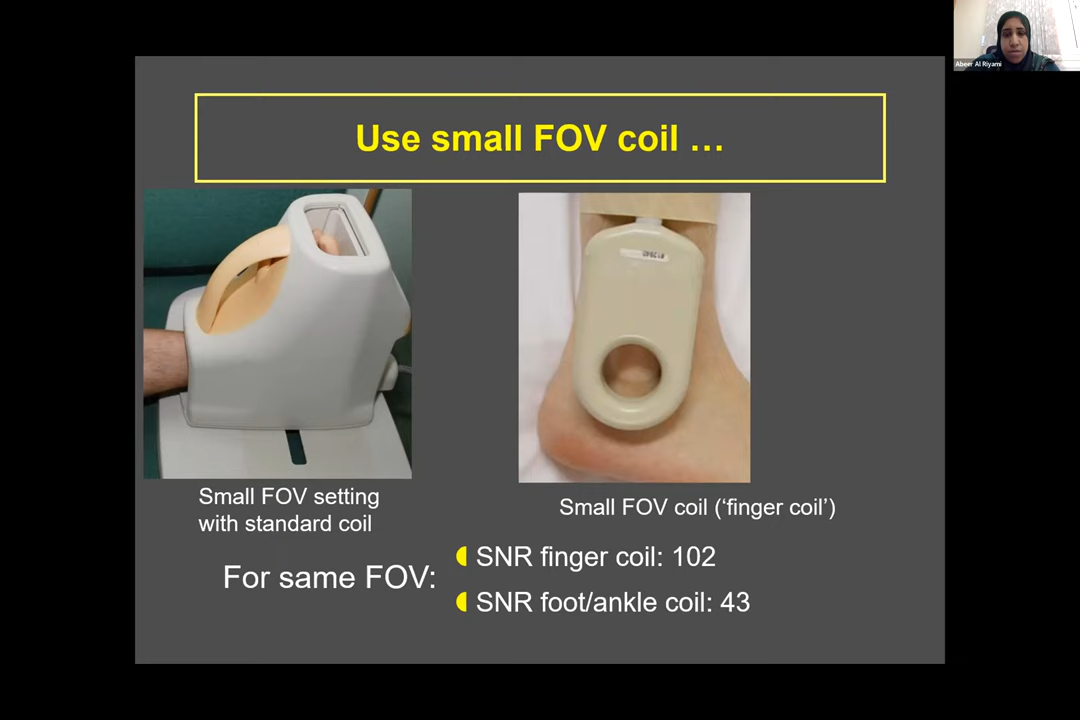 Abeer Al Riyami
Use small FOV coil …
Small FOV setting
with standard coil
Small FOV coil (‘finger coil’)
For same FOV:
SNR finger coil: 102
SNR foot/ankle coil: 43